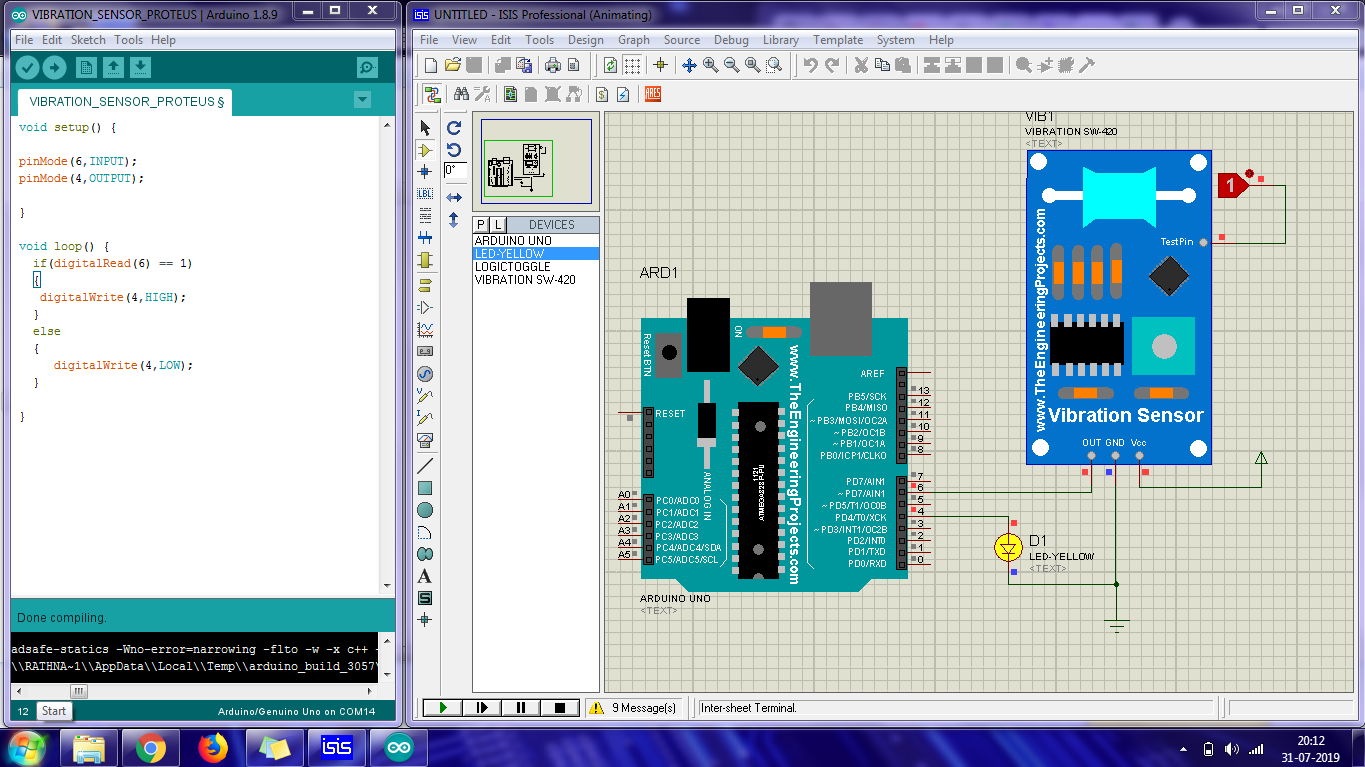 VIBRATION_SENSOR_PROTEUS | Arduino 1.8.9
File Edit Sketch Tools Help
VIBRATION_SENSOR_PROTEUS §
void setup() {
pinMode(6,INPUT);
pinMode(4,OUTPUT);
}
void loop() {
if(digitalRead(6) == 1)
{
digitalWrite(4,HIGH);
}
else
{
digitalWrite(4,LOW);
}
}
Done compiling.
adsafe-statics -Wno-error=narrowing -flto -w -x c++ -
\\RATHNA~1\\AppData\\Local\\Temp\\arduino_build_3057
12
Start
Arduino/Genuino Uno on COM14
isis UNTITLED - ISIS Professional (Animating)
File View Edit Tools Design Graph Source Debug Library Template System Help
ARES
0°
LBL
A
S
P L DEVICES
ARDUINO UNO
LED-YELLOW
LOGICTOGGLE
VIBRATION SW-420
ARD1
Reset BTN
ON
www.TheEngineeringProjects.com
RESET
ANALOG IN
1121
AREF
PB5/SCK 13
PB4/MISO 12
~PB3/MOSI/OC2A 11
~PB2/OC1B 10
~PB1/OC1A 9
PB0/ICP1/CLKO 8
PD7/AIN1 7
~PD7/AIN1 6
~PD5/T1/OC0B 5
PD4/T0/XCK 4
~PD3/INT1/OC2B 3
PD2/INT0 2
PD1/TXD 1
PD0/RXD 0
A0 PC0/ADC0
A1 PC1/ADC1
A2 PC2/ADC2
A3 PC3/ADC3
A4 PC4/ADC4/SDA
A5 PC5/ADC5/SCL
ARDUINO UNO
<TEXT>
VIB1
VIBRATION SW-420
<TEXT>
1
TestPin
www.TheEngineeringProjects.com
Vibration Sensor
OUT GND Vcc
D1
LED-YELLOW
<TEXT>
9 Message(s)
Inter-sheet Terminal.
isis
20:12
31-07-2019